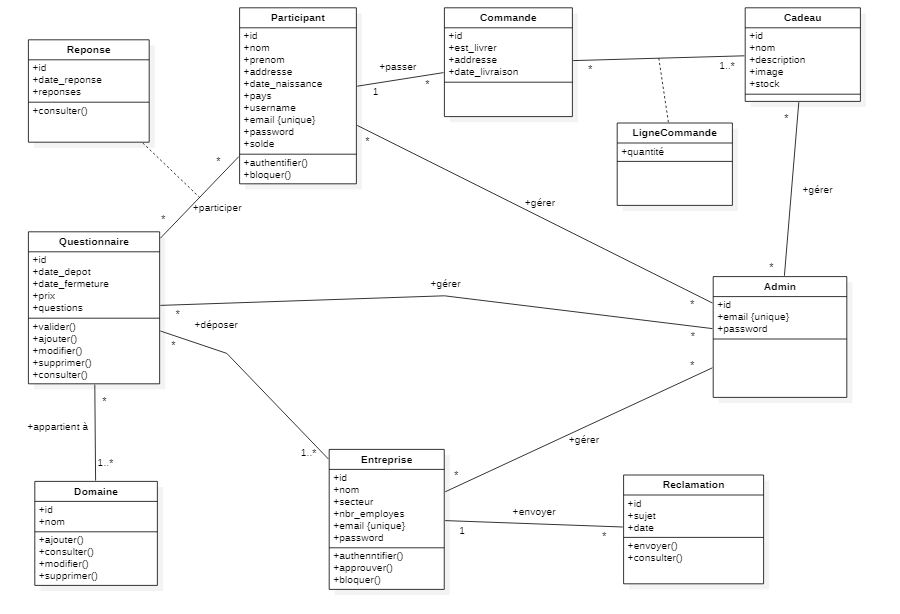 Reponse
+id
+date_reponse
+reponses
+consulter()
Participant
+id
+nom
+prenom
+addresse
+date_naissance
+pays
+username
+email {unique}
+password
+solde
+authentifier()
+bloquer()
+passer
1
*
Commande
+id
+est_livrer
+addresse
+date_livraison
*
1..*
Cadeau
+id
+nom
+description
+image
+stock
LigneCommande
+quantité
*
+gérer
*
*
+participer
*
*
+gérer
*
Questionnaire
+id
+date_depot
+date_fermeture
+prix
+questions
+valider()
+ajouter()
+modifier()
+supprimer()
+consulter()
*
+gérer
*
Admin
+id
+email {unique}
+password
+déposer
*
1..*
*
+appartient à
1..*
*
+gérer
*
Domaine
+id
+nom
+ajouter()
+consulter()
+modifier()
+supprimer()
Entreprise
+id
+nom
+secteur
+nbr_employes
+email {unique}
+password
+authenntifier()
+approuver()
+bloquer()
+envoyer
1
*
Reclamation
+id
+sujet
+date
+envoyer()
+consulter()